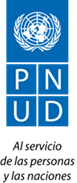 P N
U D
Al servicio
de las personas
y las naciones